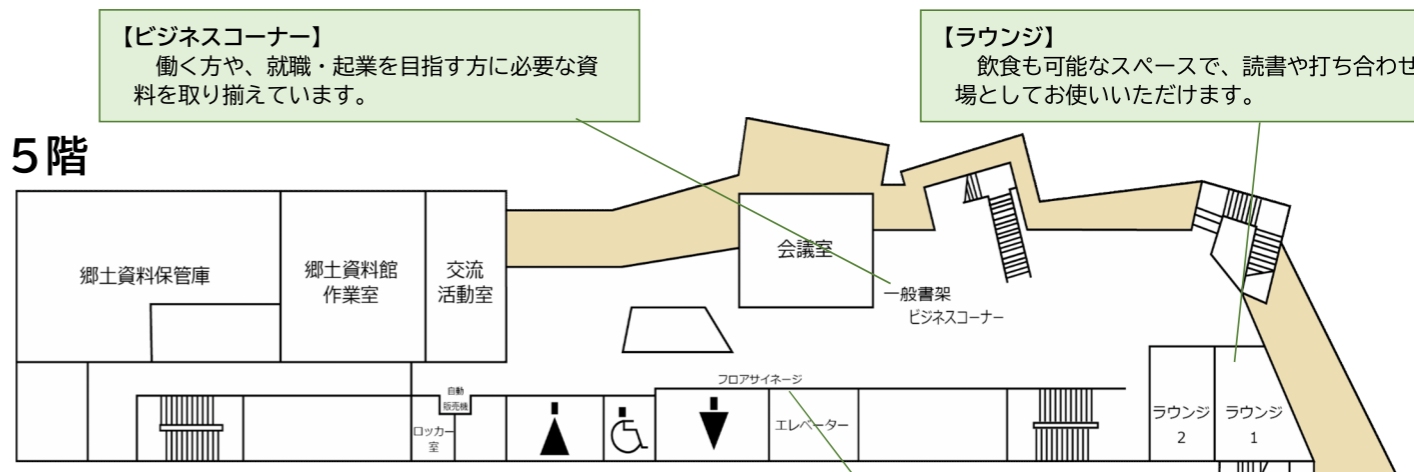 【ビジネスコーナー】
働く方や、就職・起業を目指す方に必要な資
料を取り揃えています。
【ラウンジ】
飲食も可能なスペースで、読書や打ち合わせ
場としてお使いいただけます。
5階
郷土資料保管庫
郷土資料館
作業室
交流
活動室
会議室
一般書架
ビジネスコーナー
フロアサイネージ
自動
販売機
ロッカー
室
エレベーター
ラウンジ
2
ラウンジ
1